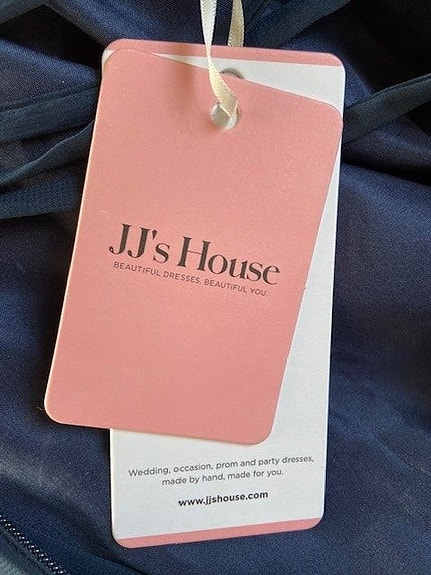 JJ's House
BEAUTIFUL DRESSES. BEAUTIFUL YOU.
Wedding, occasion, prom and party dresses,
made by hand, made for you.
www.jjshouse.com